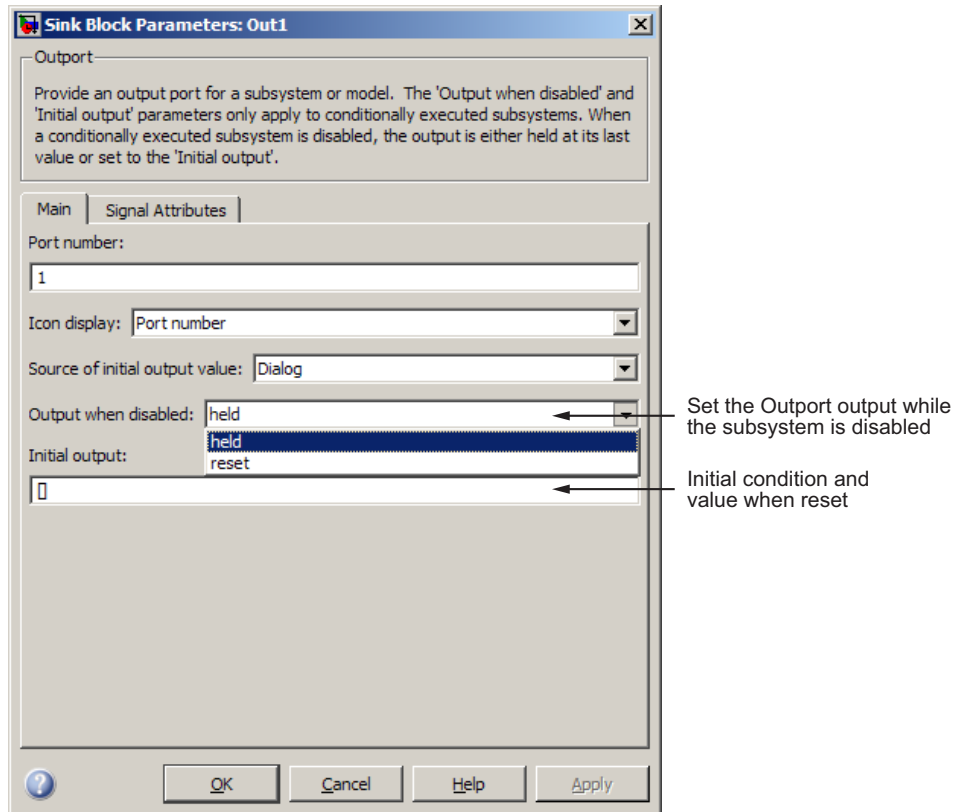 Sink Block Parameters: Out1
Outport
Provide an output port for a subsystem or model. The 'Output when disabled' and
'Initial output' parameters only apply to conditionally executed subsystems. When
a conditionally executed subsystem is disabled, the output is either held at its last
value or set to the 'Initial output'.
Main
Signal Attributes
Port number:
1
Icon display: Port number
Source of initial output value: Dialog
Output when disabled: held
held
reset
Initial output:
[]
Set the Outport output while
the subsystem is disabled
Initial condition and
value when reset
?
OK
Cancel
Help
Apply